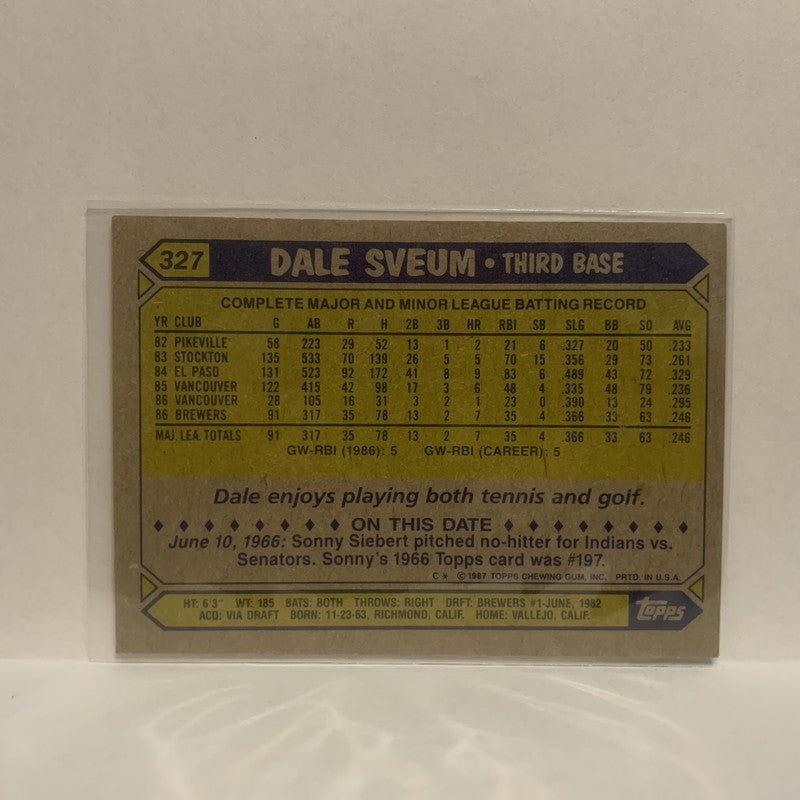 327 DALE SVEUM • THIRD BASE
COMPLETE MAJOR AND MINOR LEAGUE BATTING RECORD
YR CLUB G AB R H 2B 3B HR RBI SB SLG BB SO AVG
82 PIKEVILLE 58 223 29 52 13 1 2 21 6 .327 20 50 .233
83 STOCKTON 135 533 70 139 26 5 5 70 15 .356 29 73 .261
84 EL PASO 131 523 92 172 41 8 9 83 6 .489 43 72 .329
85 VANCOUVER 122 415 42 98 17 3 6 48 4 .335 48 79 .236
86 VANCOUVER 28 105 16 31 3 2 1 23 0 .390 13 24 .295
86 BREWERS 91 317 35 78 13 2 7 35 4 .366 33 63 .246
MAJ. LEA. TOTALS 91 317 35 78 13 2 7 35 4 .366 33 63 .246
GW-RBI (1986): 5 GW-RBI (CAREER): 5
Dale enjoys playing both tennis and golf.
♦ ♦ ♦ ♦ ♦ ♦ ♦ ♦ ON THIS DATE ♦ ♦ ♦ ♦ ♦ ♦ ♦ ♦
June 10, 1966: Sonny Siebert pitched no-hitter for Indians vs.
Senators. Sonny's 1966 Topps card was #197.
C* ©1987 TOPPS CHEWING GUM, INC. PRTD. IN U.S.A.
HT: 6'3" WT: 185 BATS: BOTH THROWS: RIGHT DRFT: BREWERS #1-JUNE, 1982
ACQ: VIA DRAFT BORN: 11-23-63, RICHMOND, CALIF. HOME: VALLEJO, CALIF.
Topps